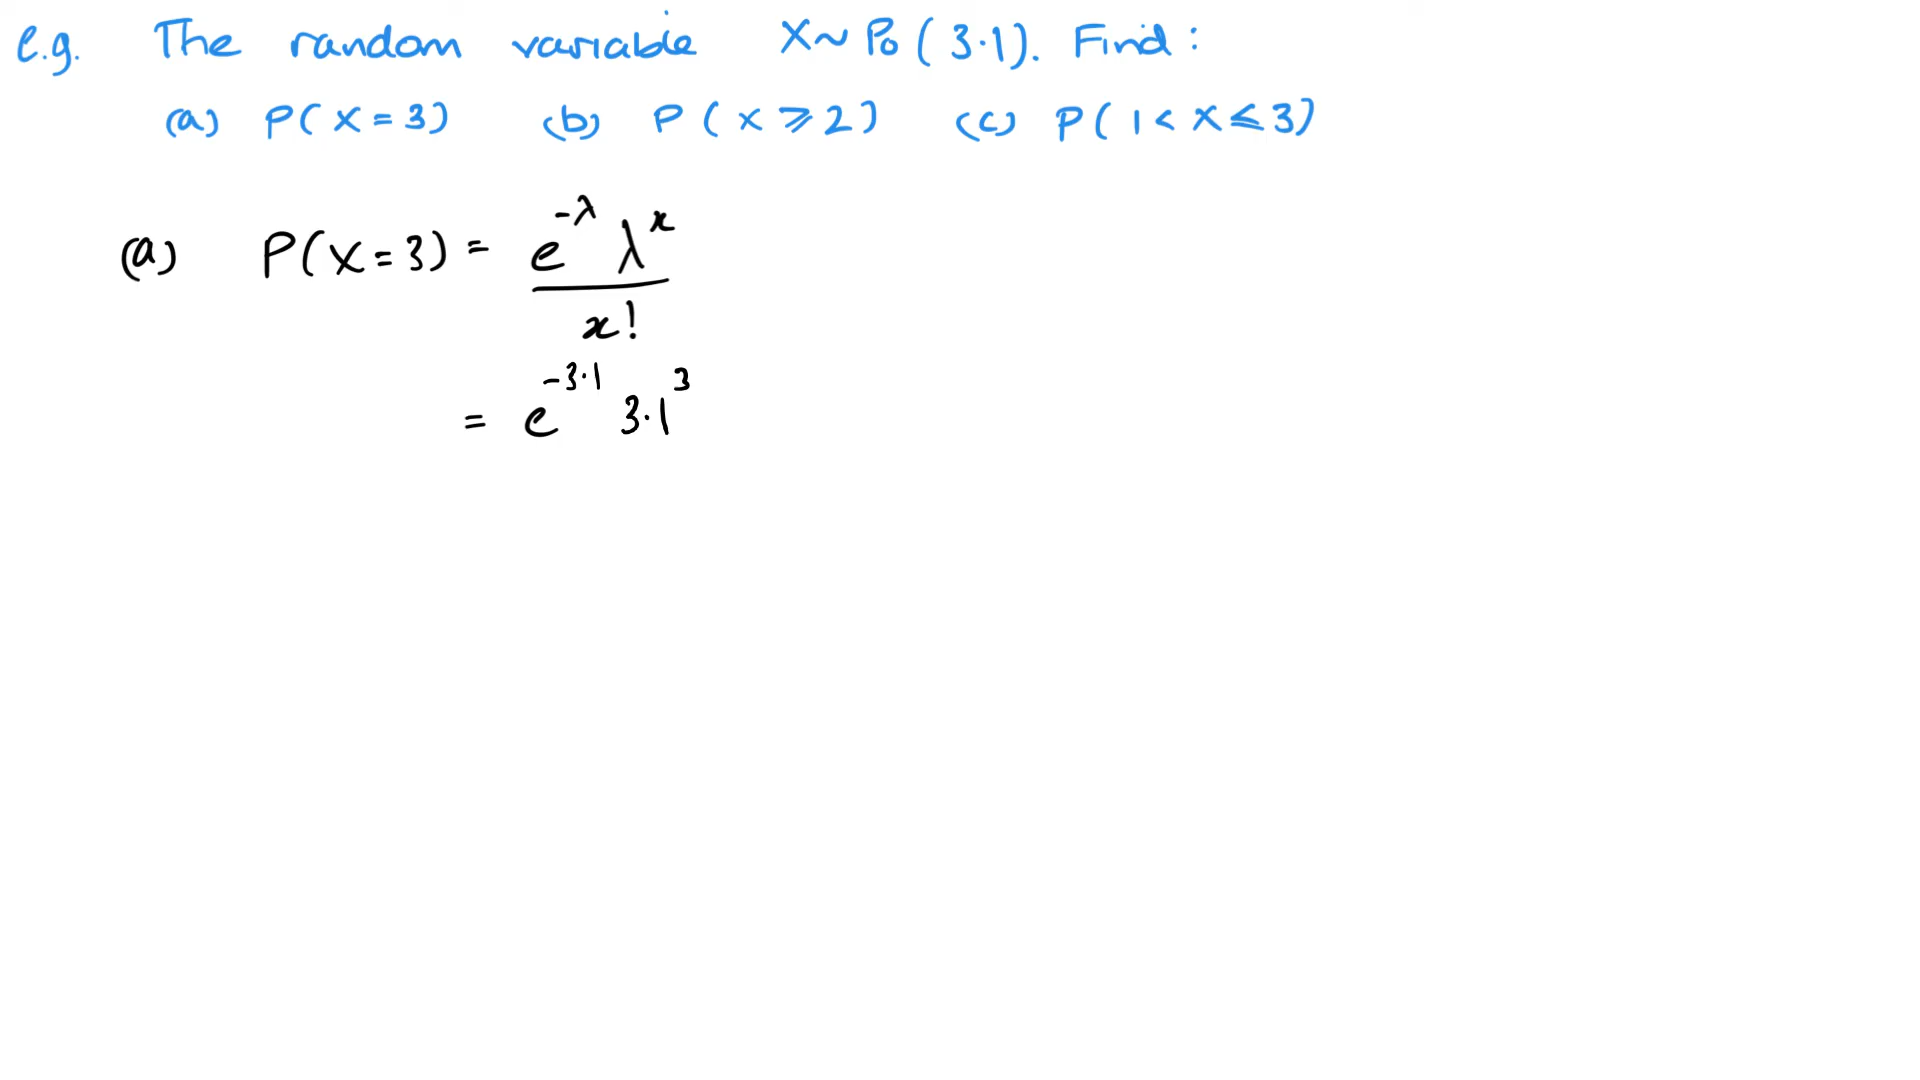 e.g. The random variable X~Po(3·1). Find:
(a) P(X=3) (b) P(X⩾2) (c) P(1<X≤3)
(a) P(X=3) = e^-λ λ^x / x!
= e^-3·1 3·1^3